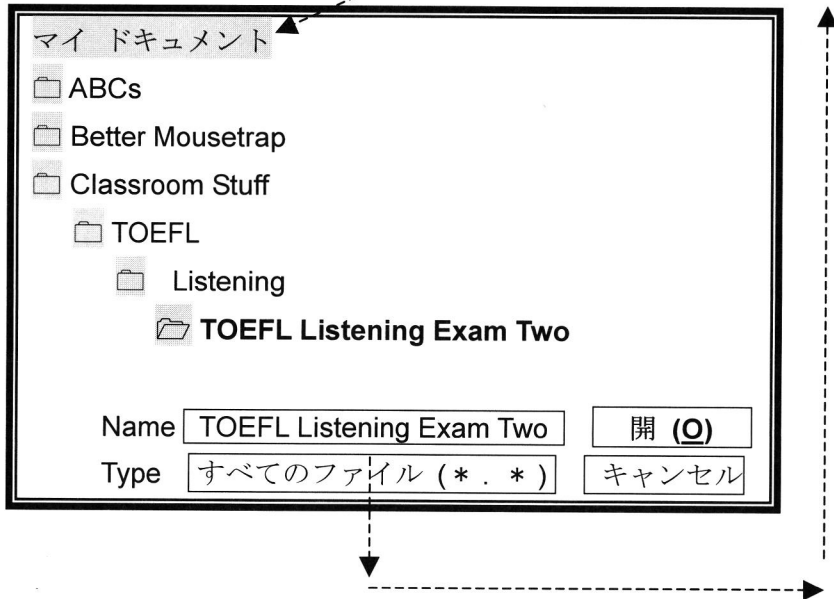 マイ ドキュメント
ABCs
Better Mousetrap
Classroom Stuff
TOEFL
Listening
TOEFL Listening Exam Two
Name TOEFL Listening Exam Two 開 (O)
Type すべてのファイル (* . *) キャンセル